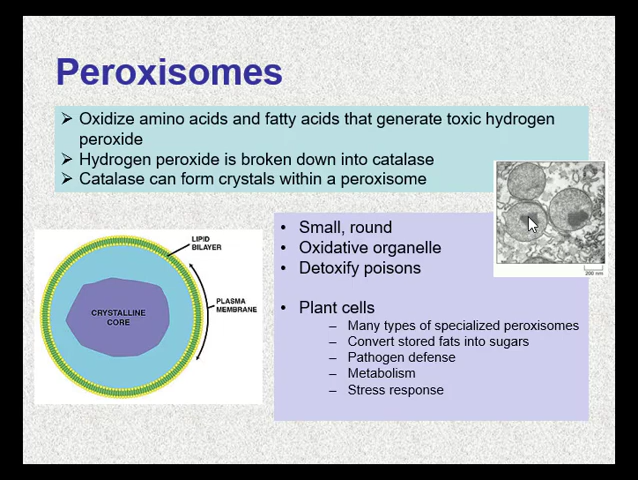 Peroxisomes
➢ Oxidize amino acids and fatty acids that generate toxic hydrogen
peroxide
➢ Hydrogen peroxide is broken down into catalase
➢ Catalase can form crystals within a peroxisome
LIPID
BILAYER
PLASMA
MEMBRANE
CRYSTALLINE
CORE
• Small, round
• Oxidative organelle
• Detoxify poisons
• Plant cells
– Many types of specialized peroxisomes
– Convert stored fats into sugars
– Pathogen defense
– Metabolism
– Stress response
200 nm